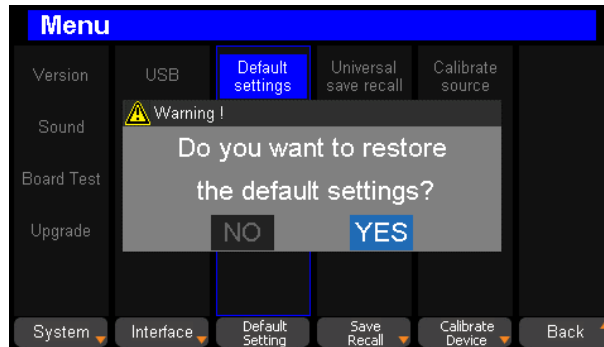 Menu
Version
USB
Default
settings
Universal
save recall
Calibrate
source
Sound
Board Test
Upgrade
Warning !
Do you want to restore
the default settings?
NO
YES
System
Interface
Default
Setting
Save
Recall
Calibrate
Device
Back